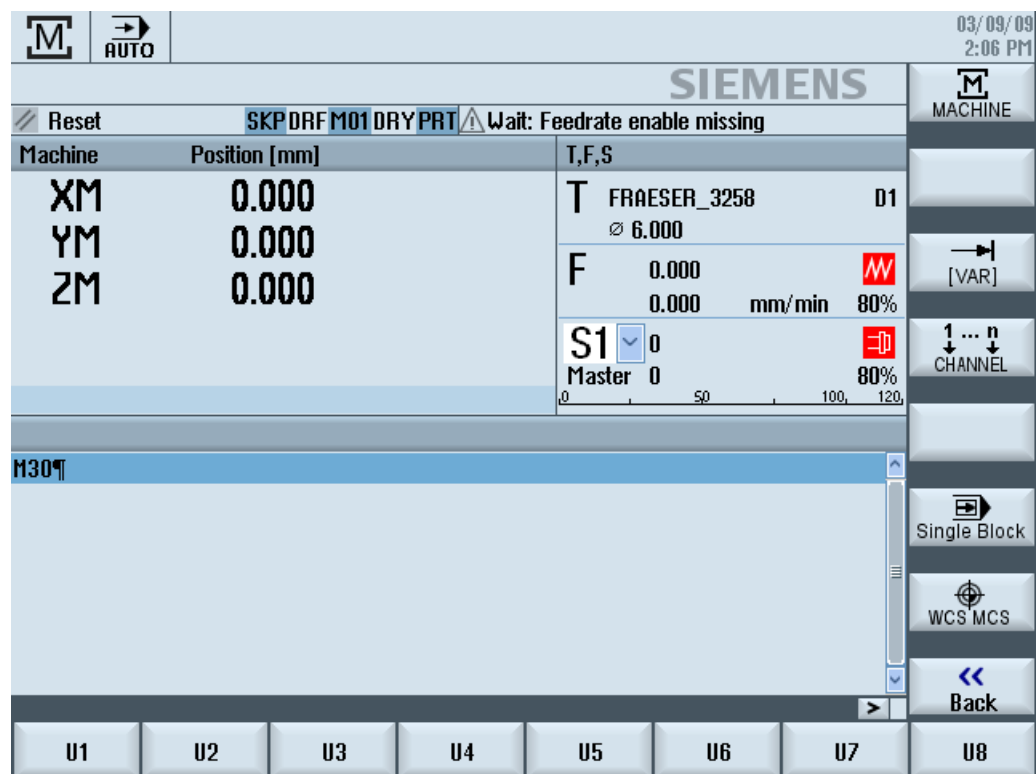 M AUTO 03/09/09
2:06 PM
SIEMENS
Reset SKP DRF M01 DRY PRT Wait: Feedrate enable missing
Machine Position [mm] T,F,S
XM 0.000
YM 0.000
ZM 0.000
T FRAESER_3258 D1
⌀ 6.000
F 0.000
0.000 mm/min 80%
S1 0
Master 0 80%
0 50 100 120
M30¶
M
MACHINE
[VAR]
1 ... n
CHANNEL
Single Block
WCS MCS
<<
Back
>
U1 U2 U3 U4 U5 U6 U7 U8